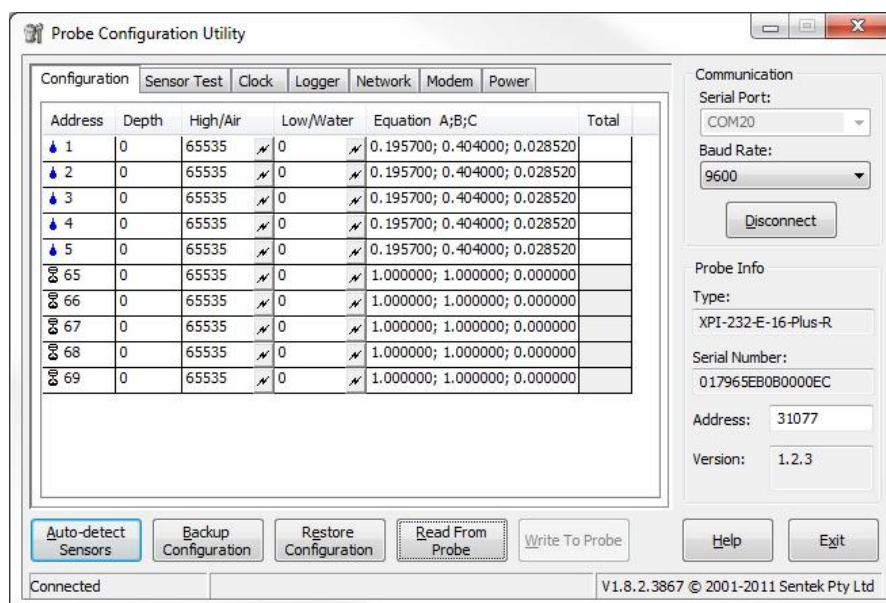 Probe Configuration Utility
Configuration Sensor Test Clock Logger Network Modem Power
Address Depth High/Air Low/Water Equation A;B;C Total
1 0 65535 0 0.195700; 0.404000; 0.028520
2 0 65535 0 0.195700; 0.404000; 0.028520
3 0 65535 0 0.195700; 0.404000; 0.028520
4 0 65535 0 0.195700; 0.404000; 0.028520
5 0 65535 0 0.195700; 0.404000; 0.028520
65 0 65535 0 1.000000; 1.000000; 0.000000
66 0 65535 0 1.000000; 1.000000; 0.000000
67 0 65535 0 1.000000; 1.000000; 0.000000
68 0 65535 0 1.000000; 1.000000; 0.000000
69 0 65535 0 1.000000; 1.000000; 0.000000
Communication
Serial Port:
COM20
Baud Rate:
9600
Disconnect
Probe Info
Type:
XPI-232-E-16-Plus-R
Serial Number:
017965EB0B0000EC
Address: 31077
Version: 1.2.3
Auto-detect
Sensors
Backup
Configuration
Restore
Configuration
Read From
Probe
Write To Probe
Help
Exit
Connected
V1.8.2.3867 © 2001-2011 Sentek Pty Ltd